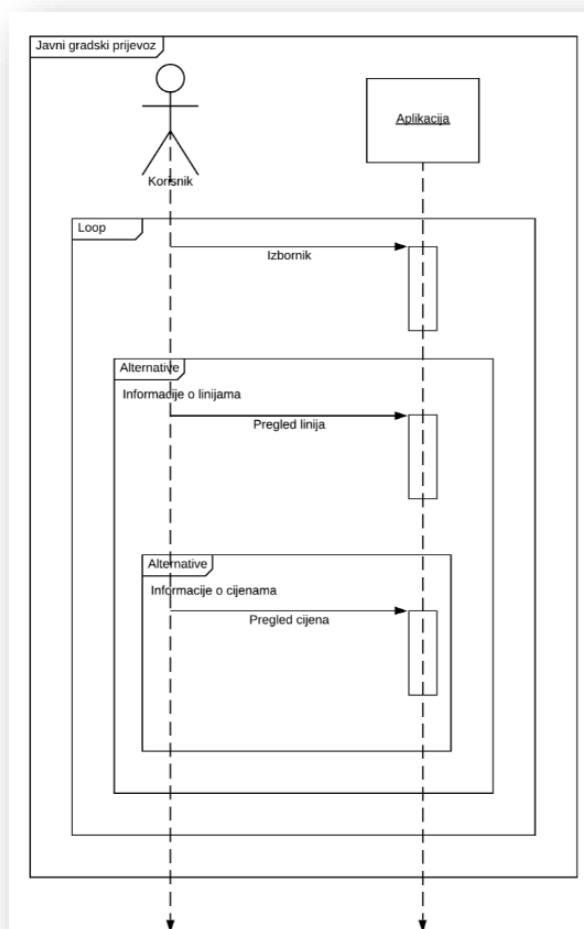 Javni gradski prijevoz
Aplikacija
Korisnik
Loop
Izbornik
Alternative
Informacije o linijama
Pregled linija
Alternative
Informacije o cijenama
Pregled cijena